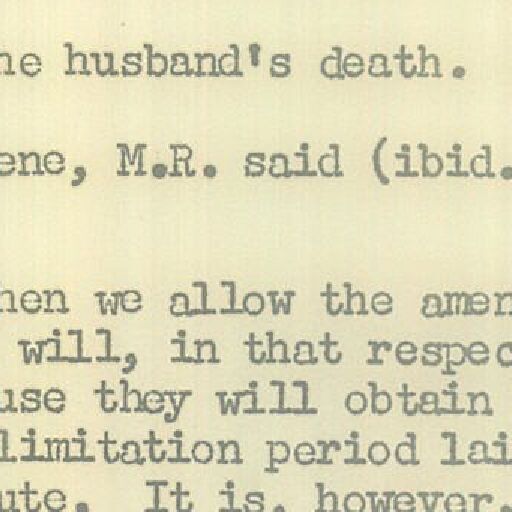 he husband's death.
ene, M.R. said (ibid.
hen we allow the amen
will, in that respec
use they will obtain
limitation period lai
ute. It is, however,